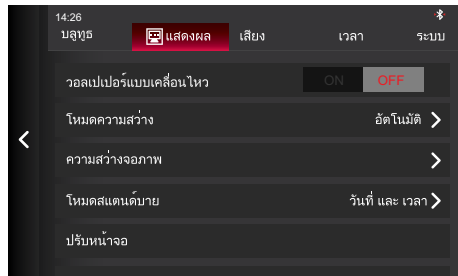 14:26
บลูทูธ แสดงผล เสียง เวลา ระบบ
วอลเปเปอร์แบบเคลื่อนไหว ON OFF
โหมดความสว่าง อัตโนมัติ
ความสว่างจอภาพ
โหมดสแตนด์บาย วันที่ และ เวลา
ปรับหน้าจอ